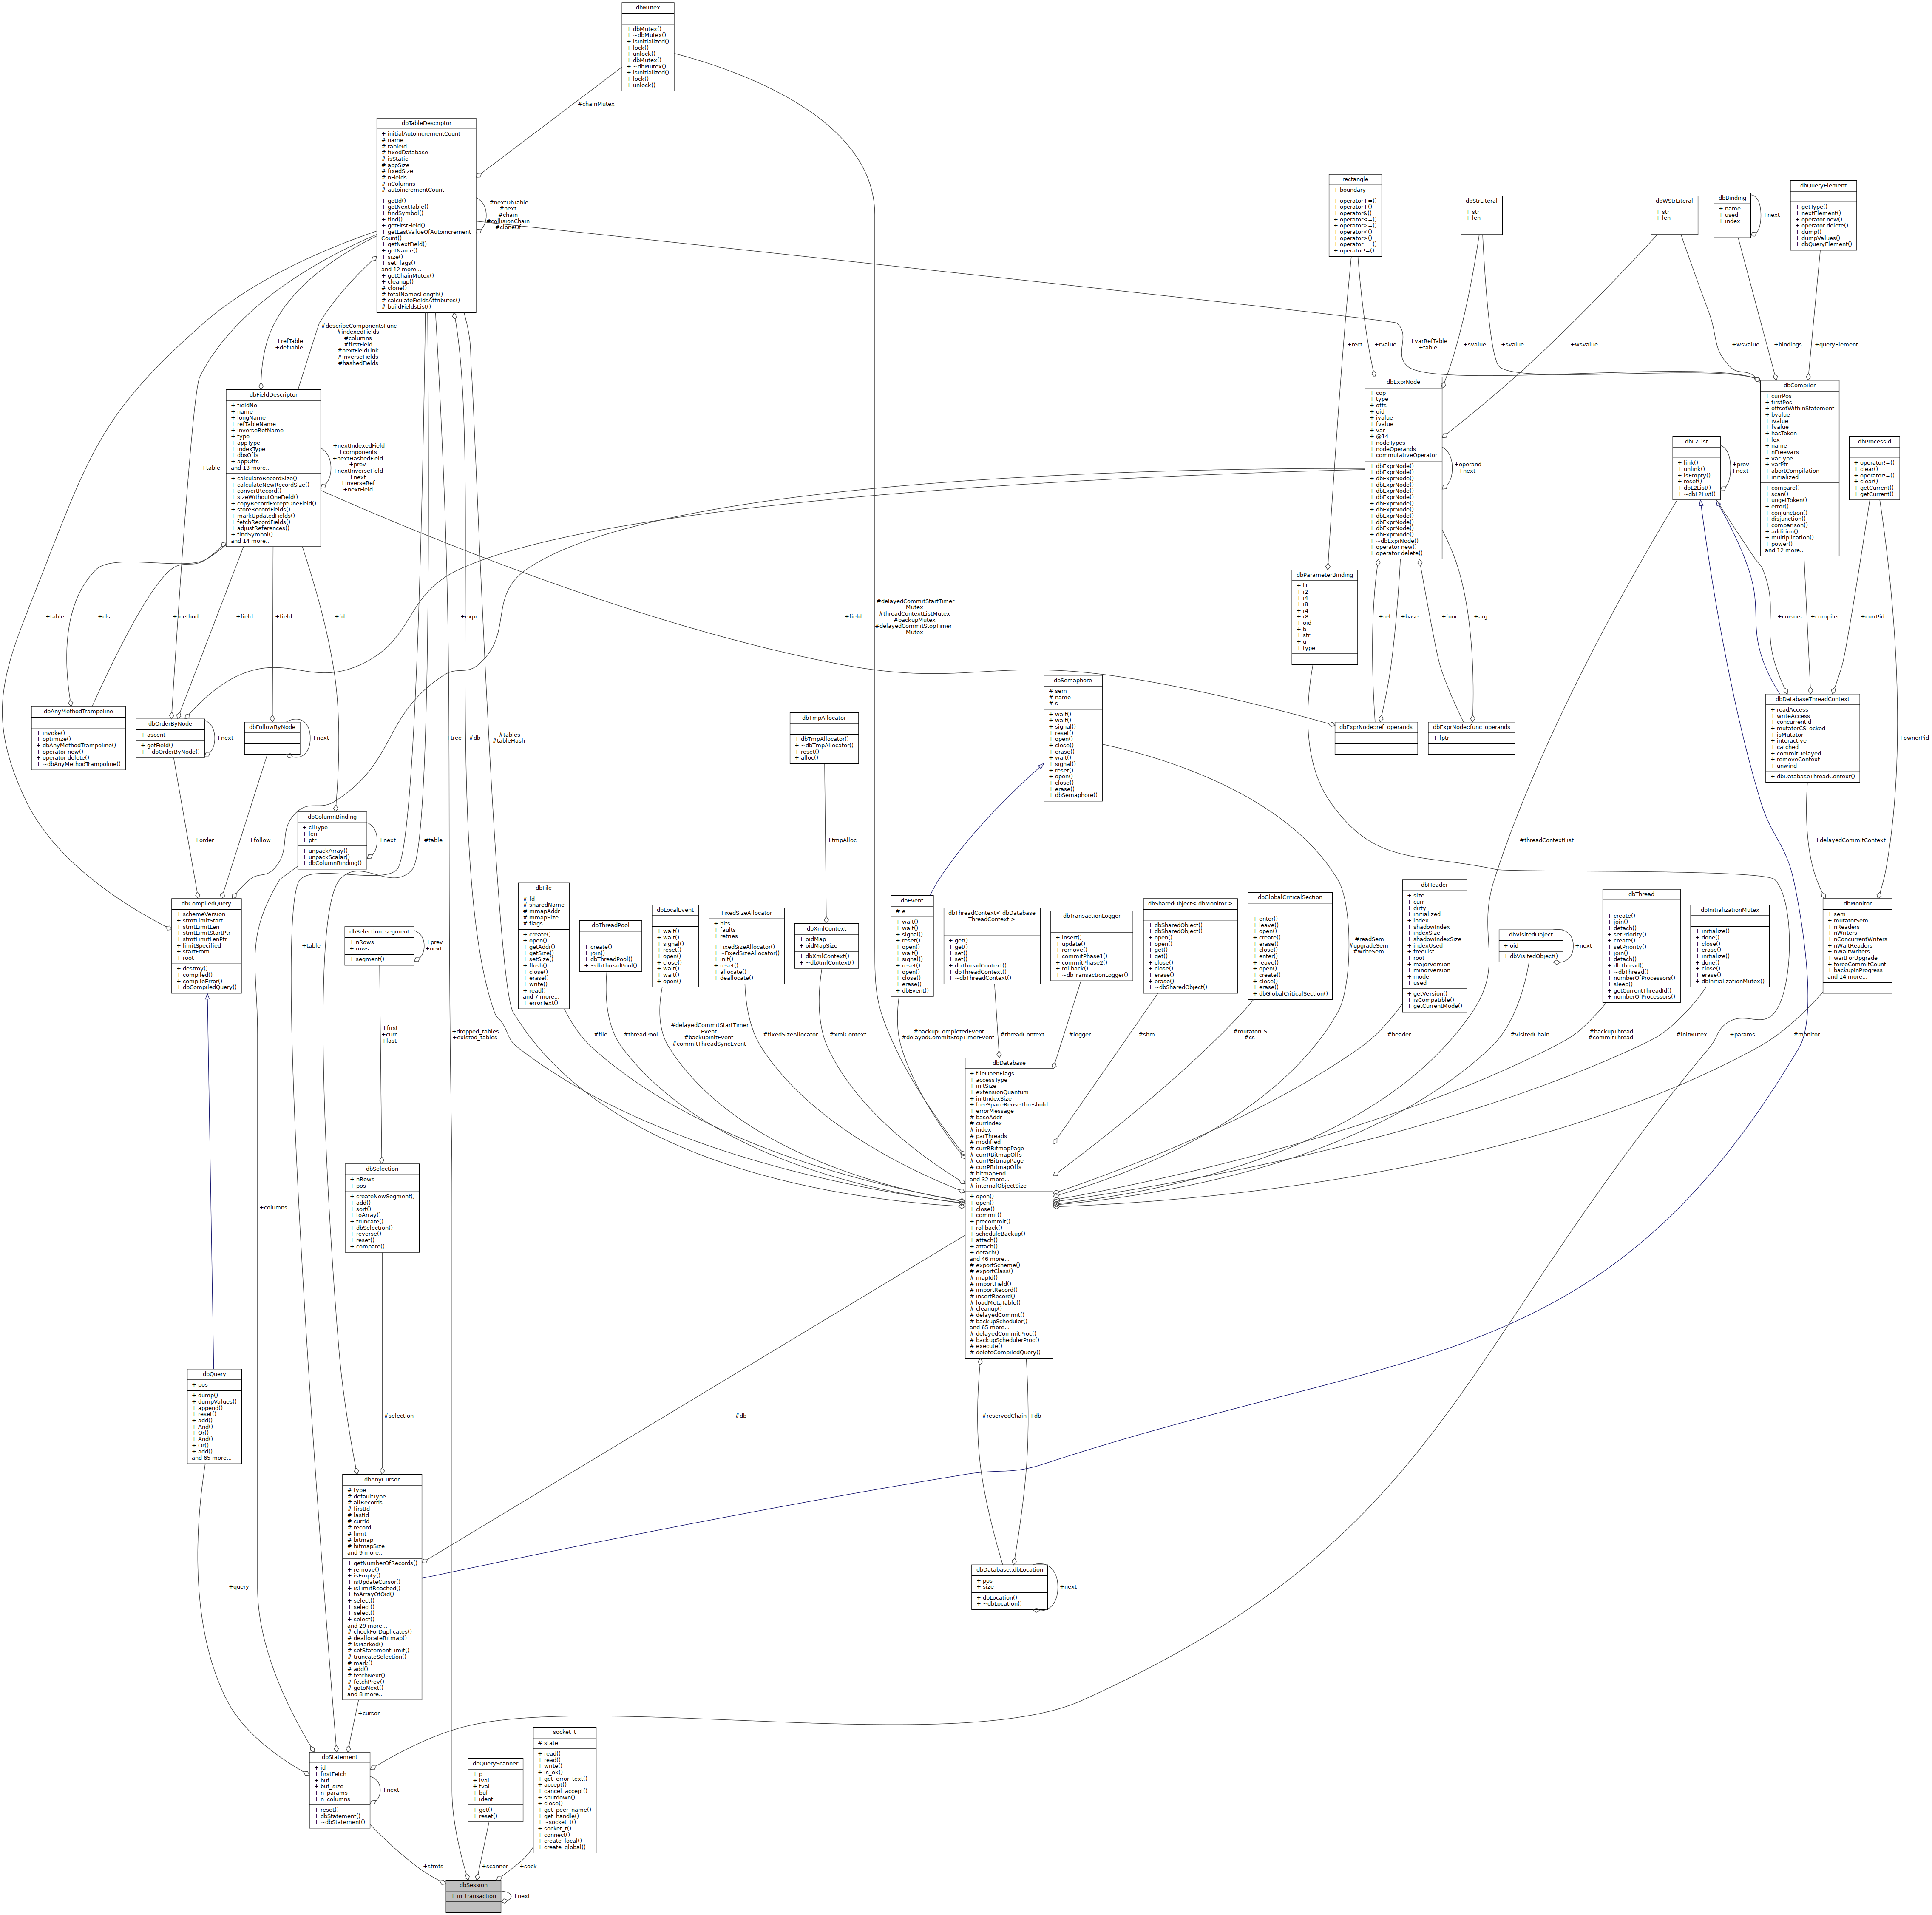 dbMutex
+ dbMutex()
+ ~dbMutex()
+ isInitialized()
+ lock()
+ unlock()
+ dbMutex()
+ ~dbMutex()
+ isInitialized()
+ lock()
+ unlock()
#chainMutex
dbTableDescriptor
+ initialAutoincrementCount
# name
# tableId
# fixedDatabase
# isStatic
# appSize
# fixedSize
# nFields
# nColumns
# autoincrementCount
+ getId()
+ getNextTable()
+ findSymbol()
+ find()
+ getFirstField()
+ getLastValueOfAutoincrement
Count()
+ getNextField()
+ getName()
+ size()
+ setFlags()
and 12 more...
+ getChainMutex()
+ cleanup()
# clone()
# totalNamesLength()
# calculateFieldsAttributes()
# buildFieldsList()
#nextDbTable
#next
#chain
#collisionChain
#cloneOf
rectangle
+ boundary
+ operator+=()
+ operator+()
+ operator&()
+ operator<=()
+ operator>=()
+ operator<()
+ operator>()
+ operator==()
+ operator!=()
dbStrLiteral
+ str
+ len
dbWStrLiteral
+ str
+ len
dbBinding
+ name
+ used
+ index
+next
dbQueryElement
+ getType()
+ nextElement()
+ operator new()
+ operator delete()
+ dump()
+ dumpValues()
+ dbQueryElement()
+refTable
+defTable
#describeComponentsFunc
#indexedFields
#columns
#firstField
#nextFieldLink
#inverseFields
#hashedFields
+rect
+rvalue
+varRefTable
+table
+svalue
+svalue
+wsvalue
+wsvalue
+bindings
+queryElement
dbFieldDescriptor
+ fieldNo
+ name
+ longName
+ refTableName
+ inverseRefName
+ type
+ appType
+ indexType
+ dbsOffs
+ appOffs
and 13 more...
+ calculateRecordSize()
+ calculateNewRecordSize()
+ convertRecord()
+ sizeWithoutOneField()
+ copyRecordExceptOneField()
+ storeRecordFields()
+ markUpdatedFields()
+ fetchRecordFields()
+ adjustReferences()
+ findSymbol()
and 14 more...
+nextIndexedField
+components
+nextHashedField
+prev
+nextInverseField
+next
+inverseRef
+nextField
+table
dbExprNode
+ cop
+ type
+ offs
+ oid
+ ivalue
+ fvalue
+ var
+ @14
+ nodeTypes
+ nodeOperands
+ commutativeOperator
+ dbExprNode()
+ dbExprNode()
+ dbExprNode()
+ dbExprNode()
+ dbExprNode()
+ dbExprNode()
+ dbExprNode()
+ dbExprNode()
+ dbExprNode()
+ dbExprNode()
+ dbExprNode()
+ dbExprNode()
+ ~dbExprNode()
+ operator new()
+ operator delete()
+operand
+next
dbCompiler
+ currPos
+ firstPos
+ offsetWithinStatement
+ bvalue
+ ivalue
+ fvalue
+ hasToken
+ lex
+ name
+ nFreeVars
+ varType
+ varPtr
+ abortCompilation
+ initialized
+ compare()
+ scan()
+ ungetToken()
+ error()
+ conjunction()
+ disjunction()
+ comparison()
+ addition()
+ multiplication()
+ power()
and 12 more...
dbL2List
+ link()
+ unlink()
+ isEmpty()
+ reset()
+ dbL2List()
+ ~dbL2List()
+prev
+next
dbProcessId
+ operator!=()
+ clear()
+ operator!=()
+ clear()
+ getCurrent()
+ getCurrent()
dbParameterBinding
+ i1
+ i2
+ i4
+ i8
+ r4
+ r8
+ oid
+ b
+ str
+ u
+ type
+table
+cls
+method
+field
+field
+fd
+expr
+field
#delayedCommitStartTimer
Mutex
#threadContextListMutex
#backupMutex
#delayedCommitStopTimer
Mutex
+ref
+base
+func
+arg
+cursors
+compiler
+currPid
dbAnyMethodTrampoline
+ invoke()
+ optimize()
+ dbAnyMethodTrampoline()
+ operator new()
+ operator delete()
+ ~dbAnyMethodTrampoline()
dbOrderByNode
+ ascent
+ getField()
+ ~dbOrderByNode()
+next
dbFollowByNode
+next
+tree
#db
#tables
#tableHash
dbTmpAllocator
+ dbTmpAllocator()
+ ~dbTmpAllocator()
+ reset()
+ alloc()
dbSemaphore
# sem
# name
# s
+ wait()
+ wait()
+ signal()
+ reset()
+ open()
+ close()
+ erase()
+ wait()
+ signal()
+ reset()
+ open()
+ close()
+ erase()
+ dbSemaphore()
dbExprNode::ref_operands
dbExprNode::func_operands
+ fptr
dbDatabaseThreadContext
+ readAccess
+ writeAccess
+ concurrentId
+ mutatorCSLocked
+ isMutator
+ interactive
+ catched
+ commitDelayed
+ removeContext
+ unwind
+ dbDatabaseThreadContext()
+ownerPid
+order
+follow
dbColumnBinding
+ cliType
+ len
+ ptr
+ unpackArray()
+ unpackScalar()
+ dbColumnBinding()
+next
#table
+tmpAlloc
#threadContextList
+delayedCommitContext
dbCompiledQuery
+ schemeVersion
+ stmtLimitStart
+ stmtLimitLen
+ stmtLimitStartPtr
+ stmtLimitLenPtr
+ limitSpecified
+ startFrom
+ root
+ destroy()
+ compiled()
+ compileError()
+ dbCompiledQuery()
dbSelection::segment
+ nRows
+ rows
+ segment()
+prev
+next
+table
dbFile
# fd
# sharedName
# mmapAddr
# mmapSize
# flags
+ create()
+ open()
+ getAddr()
+ getSize()
+ setSize()
+ flush()
+ close()
+ erase()
+ write()
+ read()
and 7 more...
+ errorText()
dbThreadPool
+ create()
+ join()
+ dbThreadPool()
+ ~dbThreadPool()
dbLocalEvent
+ wait()
+ wait()
+ signal()
+ reset()
+ open()
+ close()
+ wait()
+ wait()
+ open()
FixedSizeAllocator
+ hits
+ faults
+ retries
+ FixedSizeAllocator()
+ ~FixedSizeAllocator()
+ init()
+ reset()
+ allocate()
+ deallocate()
dbXmlContext
+ oidMap
+ oidMapSize
+ dbXmlContext()
+ ~dbXmlContext()
dbEvent
# e
+ wait()
+ wait()
+ signal()
+ reset()
+ open()
+ wait()
+ signal()
+ reset()
+ open()
+ close()
+ erase()
+ dbEvent()
dbThreadContext< dbDatabase
ThreadContext >
+ get()
+ get()
+ set()
+ set()
+ dbThreadContext()
+ dbThreadContext()
+ ~dbThreadContext()
dbTransactionLogger
+ insert()
+ update()
+ remove()
+ commitPhase1()
+ commitPhase2()
+ rollback()
+ ~dbTransactionLogger()
dbSharedObject< dbMonitor >
+ dbSharedObject()
+ dbSharedObject()
+ open()
+ open()
+ get()
+ get()
+ close()
+ close()
+ erase()
+ ~dbSharedObject()
dbGlobalCriticalSection
+ enter()
+ leave()
+ open()
+ create()
+ erase()
+ close()
+ enter()
+ leave()
+ open()
+ create()
+ close()
+ erase()
+ dbGlobalCriticalSection()
#readSem
#upgradeSem
#writeSem
dbHeader
+ size
+ curr
+ dirty
+ initialized
+ index
+ shadowIndex
+ indexSize
+ shadowIndexSize
+ indexUsed
+ freeList
+ root
+ majorVersion
+ minorVersion
+ mode
+ used
+ getVersion()
+ isCompatible()
+ getCurrentMode()
dbVisitedObject
+ oid
+ dbVisitedObject()
+next
dbThread
+ create()
+ join()
+ detach()
+ setPriority()
+ create()
+ setPriority()
+ join()
+ detach()
+ dbThread()
+ ~dbThread()
+ numberOfProcessors()
+ sleep()
+ getCurrentThreadId()
+ numberOfProcessors()
dbInitializationMutex
+ initialize()
+ done()
+ close()
+ erase()
+ initialize()
+ done()
+ close()
+ erase()
+ dbInitializationMutex()
dbMonitor
+ sem
+ mutatorSem
+ nReaders
+ nWriters
+ nConcurrentWriters
+ nWaitReaders
+ nWaitWriters
+ waitForUpgrade
+ forceCommitCount
+ backupInProgress
and 14 more...
+first
+curr
+last
+dropped_tables
+existed_tables
#file
#threadPool
#delayedCommitStartTimer
Event
#backupInitEvent
#commitThreadSyncEvent
#fixedSizeAllocator
#xmlContext
#backupCompletedEvent
#delayedCommitStopTimerEvent
#threadContext
#logger
#shm
#mutatorCS
#cs
#header
#visitedChain
#backupThread
#commitThread
#initMutex
+params
#monitor
dbDatabase
+ fileOpenFlags
+ accessType
+ initSize
+ extensionQuantum
+ initIndexSize
+ freeSpaceReuseThreshold
# errorMessage
# baseAddr
# currIndex
# index
# parThreads
# modified
# currRBitmapPage
# currRBitmapOffs
# currPBitmapPage
# currPBitmapOffs
# bitmapEnd
and 32 more...
# internalObjectSize
+ open()
+ open()
+ close()
+ commit()
+ precommit()
+ rollback()
+ scheduleBackup()
+ attach()
+ attach()
+ detach()
and 46 more...
# exportScheme()
# exportClass()
# mapId()
# importField()
# importRecord()
# insertRecord()
# loadMetaTable()
# cleanup()
# delayedCommit()
# backupScheduler()
and 65 more...
# delayedCommitProc()
# backupSchedulerProc()
# execute()
# deleteCompiledQuery()
dbSelection
+ nRows
+ pos
+ createNewSegment()
+ add()
+ sort()
+ toArray()
+ truncate()
+ dbSelection()
+ reverse()
+ reset()
+ compare()
+columns
dbQuery
+ pos
+ dump()
+ dumpValues()
+ append()
+ reset()
+ add()
+ And()
+ Or()
+ And()
+ Or()
+ add()
and 65 more...
#selection
#db
#reservedChain
+db
dbAnyCursor
# type
# defaultType
# allRecords
# firstId
# lastId
# currId
# record
# limit
# bitmap
# bitmapSize
and 9 more...
+ getNumberOfRecords()
+ remove()
+ isEmpty()
+ isUpdateCursor()
+ isLimitReached()
+ toArrayOfOid()
+ select()
+ select()
+ select()
+ select()
and 29 more...
# checkForDuplicates()
# deallocateBitmap()
# isMarked()
# setStatementLimit()
# truncateSelection()
# mark()
# add()
# fetchNext()
# fetchPrev()
# gotoNext()
and 8 more...
+query
dbDatabase::dbLocation
+ pos
+ size
+ dbLocation()
+ ~dbLocation()
+next
+cursor
dbStatement
+ id
+ firstFetch
+ buf
+ buf_size
+ n_params
+ n_columns
+ reset()
+ dbStatement()
+ ~dbStatement()
+next
dbQueryScanner
+ p
+ ival
+ fval
+ buf
+ ident
+ get()
+ reset()
socket_t
# state
+ read()
+ read()
+ write()
+ is_ok()
+ get_error_text()
+ accept()
+ cancel_accept()
+ shutdown()
+ close()
+ get_peer_name()
+ get_handle()
+ ~socket_t()
+ socket_t()
+ connect()
+ create_local()
+ create_global()
+stmts
+scanner
+sock
dbSession
+ in_transaction
+next